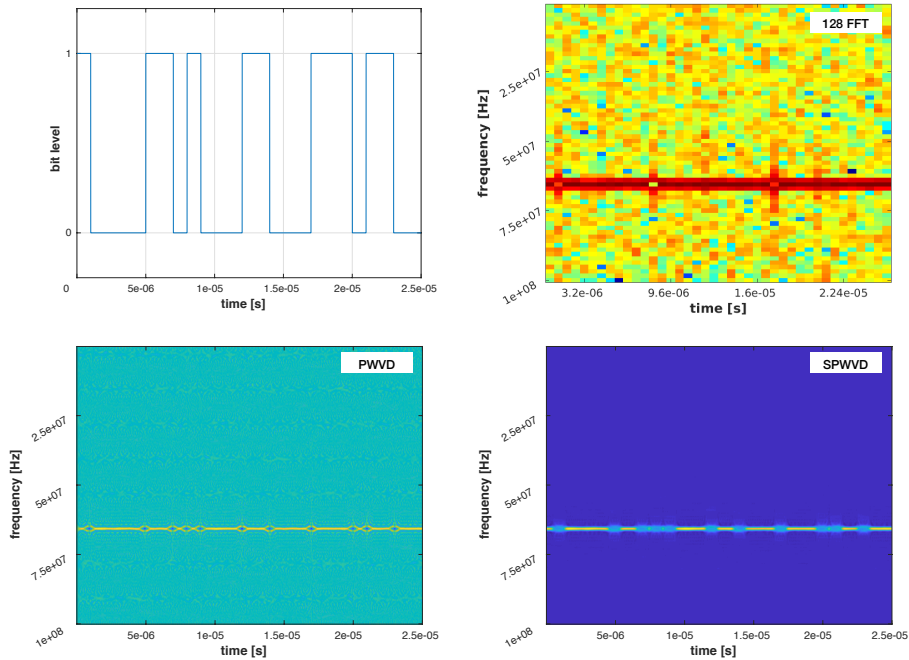 1
bit level
0
0
5e-06
1e-05
1.5e-05
2e-05
2.5e-05
time [s]
128 FFT
2.5e+07
5e+07
7.5e+07
1e+08
frequency [Hz]
3.2e-06
9.6e-06
1.6e-05
2.24e-05
time [s]
PWVD
2.5e+07
5e+07
7.5e+07
1e+08
frequency [Hz]
5e-06
1e-05
1.5e-05
2e-05
2.5e-05
time [s]
SPWVD
2.5e+07
5e+07
7.5e+07
1e+08
frequency [Hz]
5e-06
1e-05
1.5e-05
2e-05
2.5e-05
time [s]